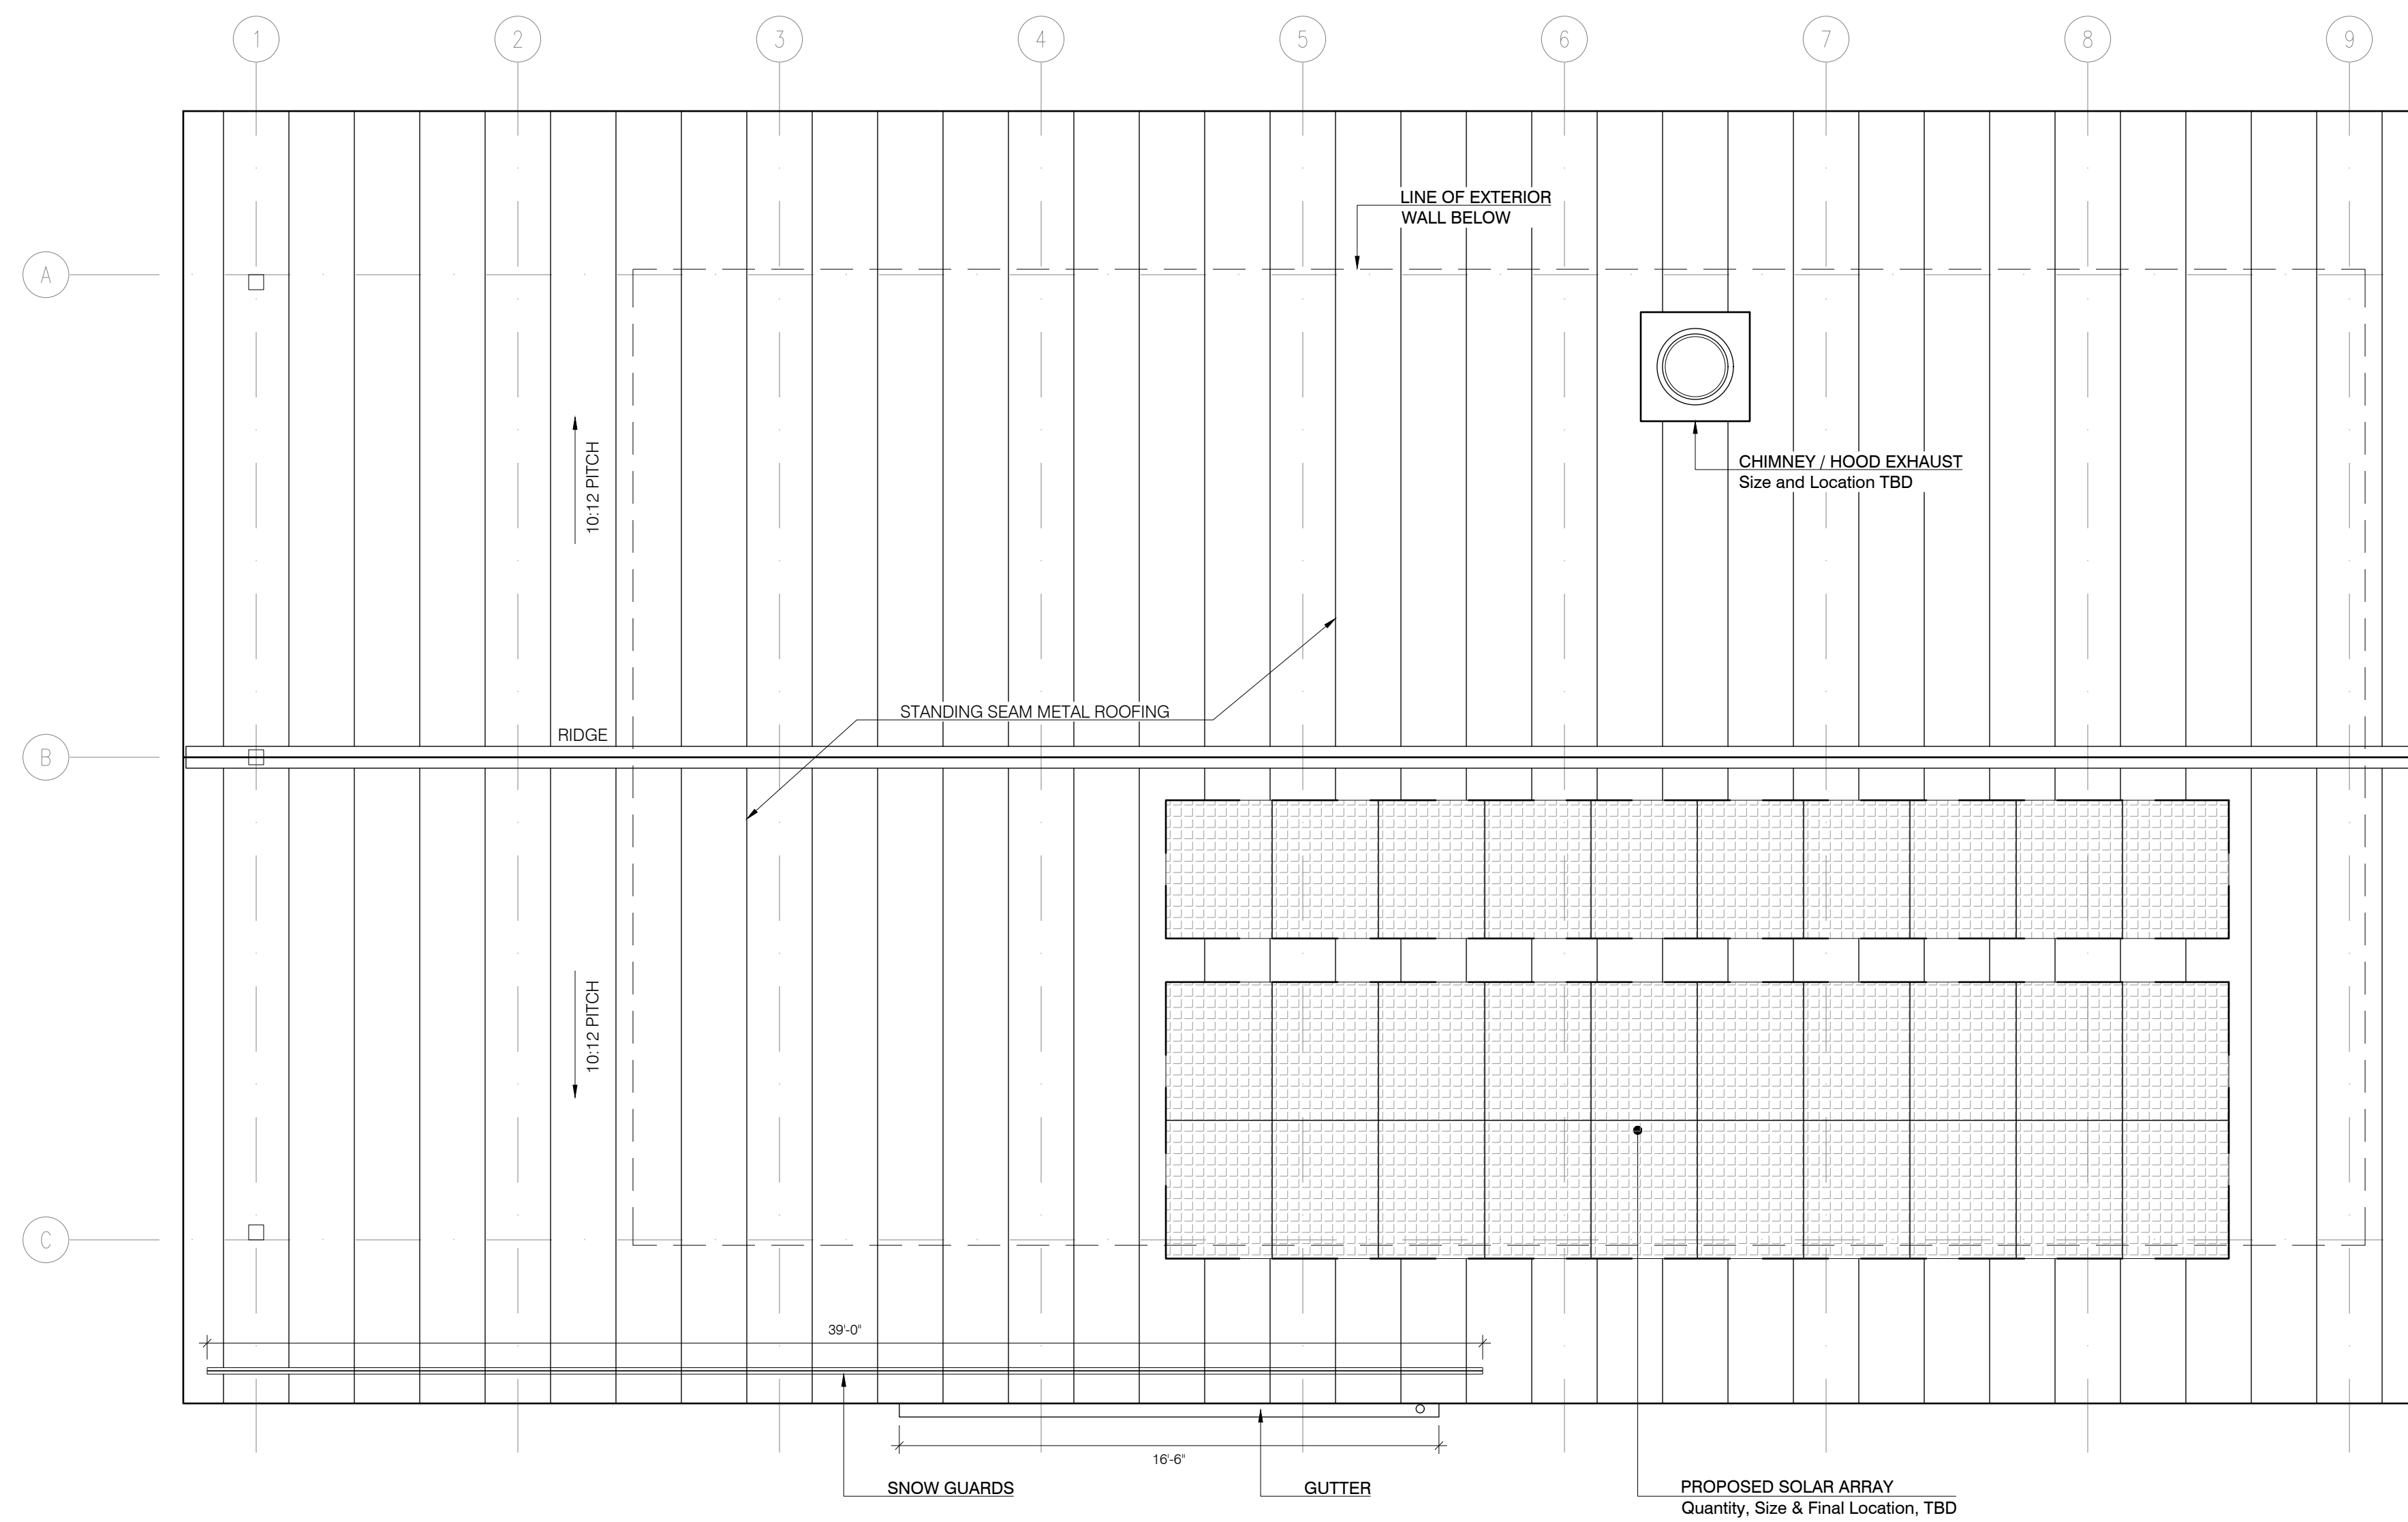 1
2
3
4
5
6
7
8
9
LINE OF EXTERIOR
WALL BELOW
A
10:12 PITCH
CHIMNEY / HOOD EXHAUST
Size and Location TBD
STANDING SEAM METAL ROOFING
RIDGE
B
10:12 PITCH
C
39'-0"
16'-6"
SNOW GUARDS
GUTTER
PROPOSED SOLAR ARRAY
Quantity, Size & Final Location, TBD